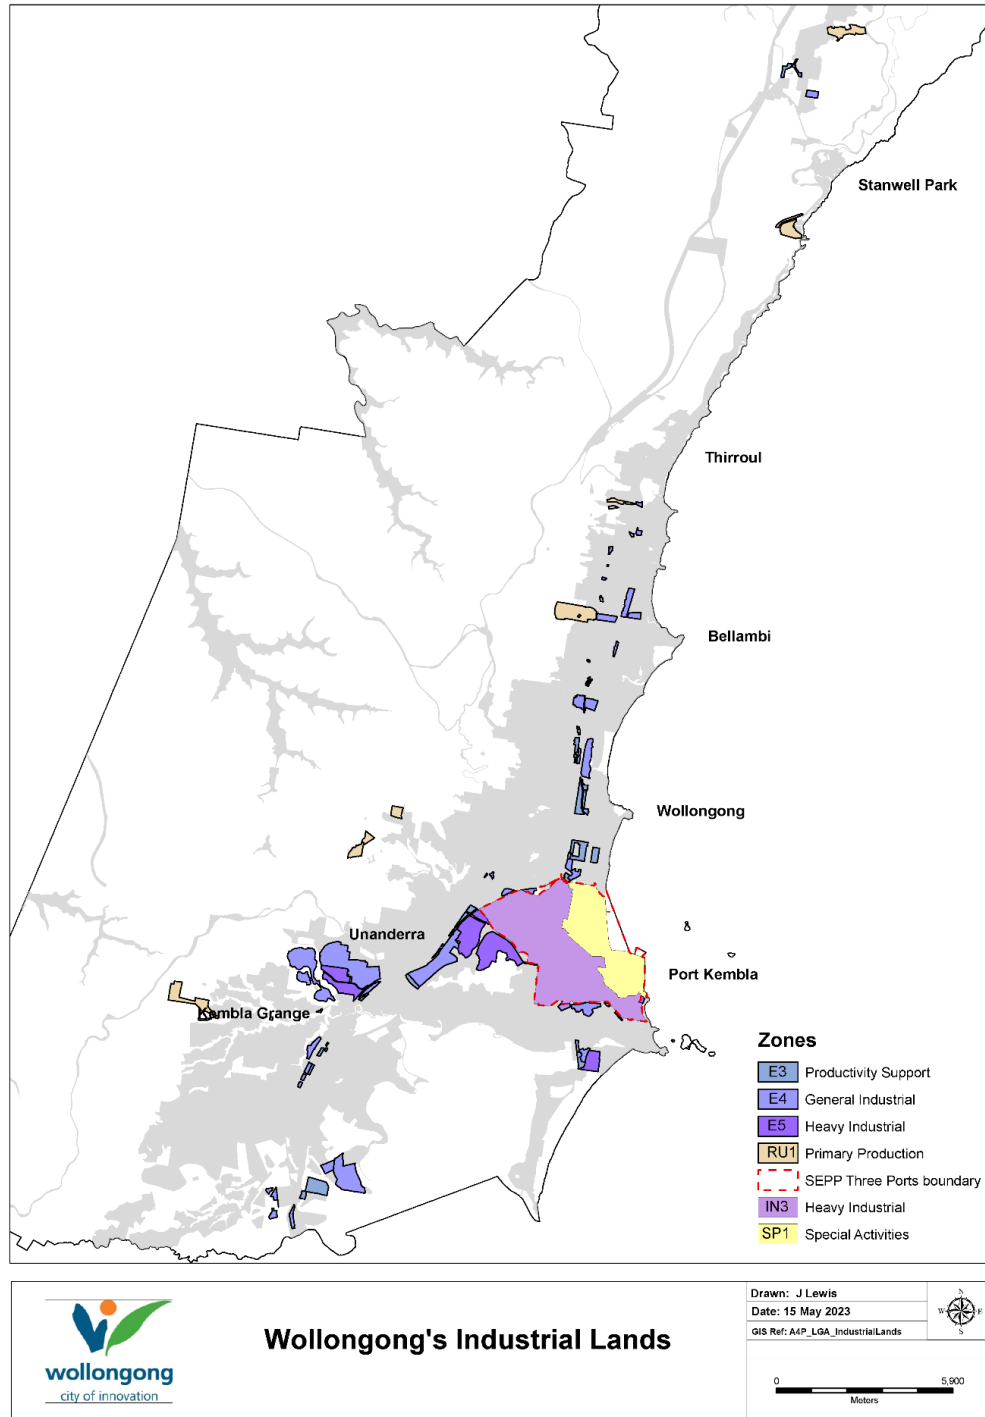 Stanwell Park
Thirroul
Bellambi
Wollongong
Unanderra
Port Kembla
Kembla Grange
Zones
E3 Productivity Support
E4 General Industrial
E5 Heavy Industrial
RU1 Primary Production
SEPP Three Ports boundary
IN3 Heavy Industrial
SP1 Special Activities
wollongong
city of innovation
Wollongong's Industrial Lands
Drawn: J Lewis
Date: 15 May 2023
GIS Ref: A4P_LGA_IndustrialLands
N
W E
S
0 5,900
Meters